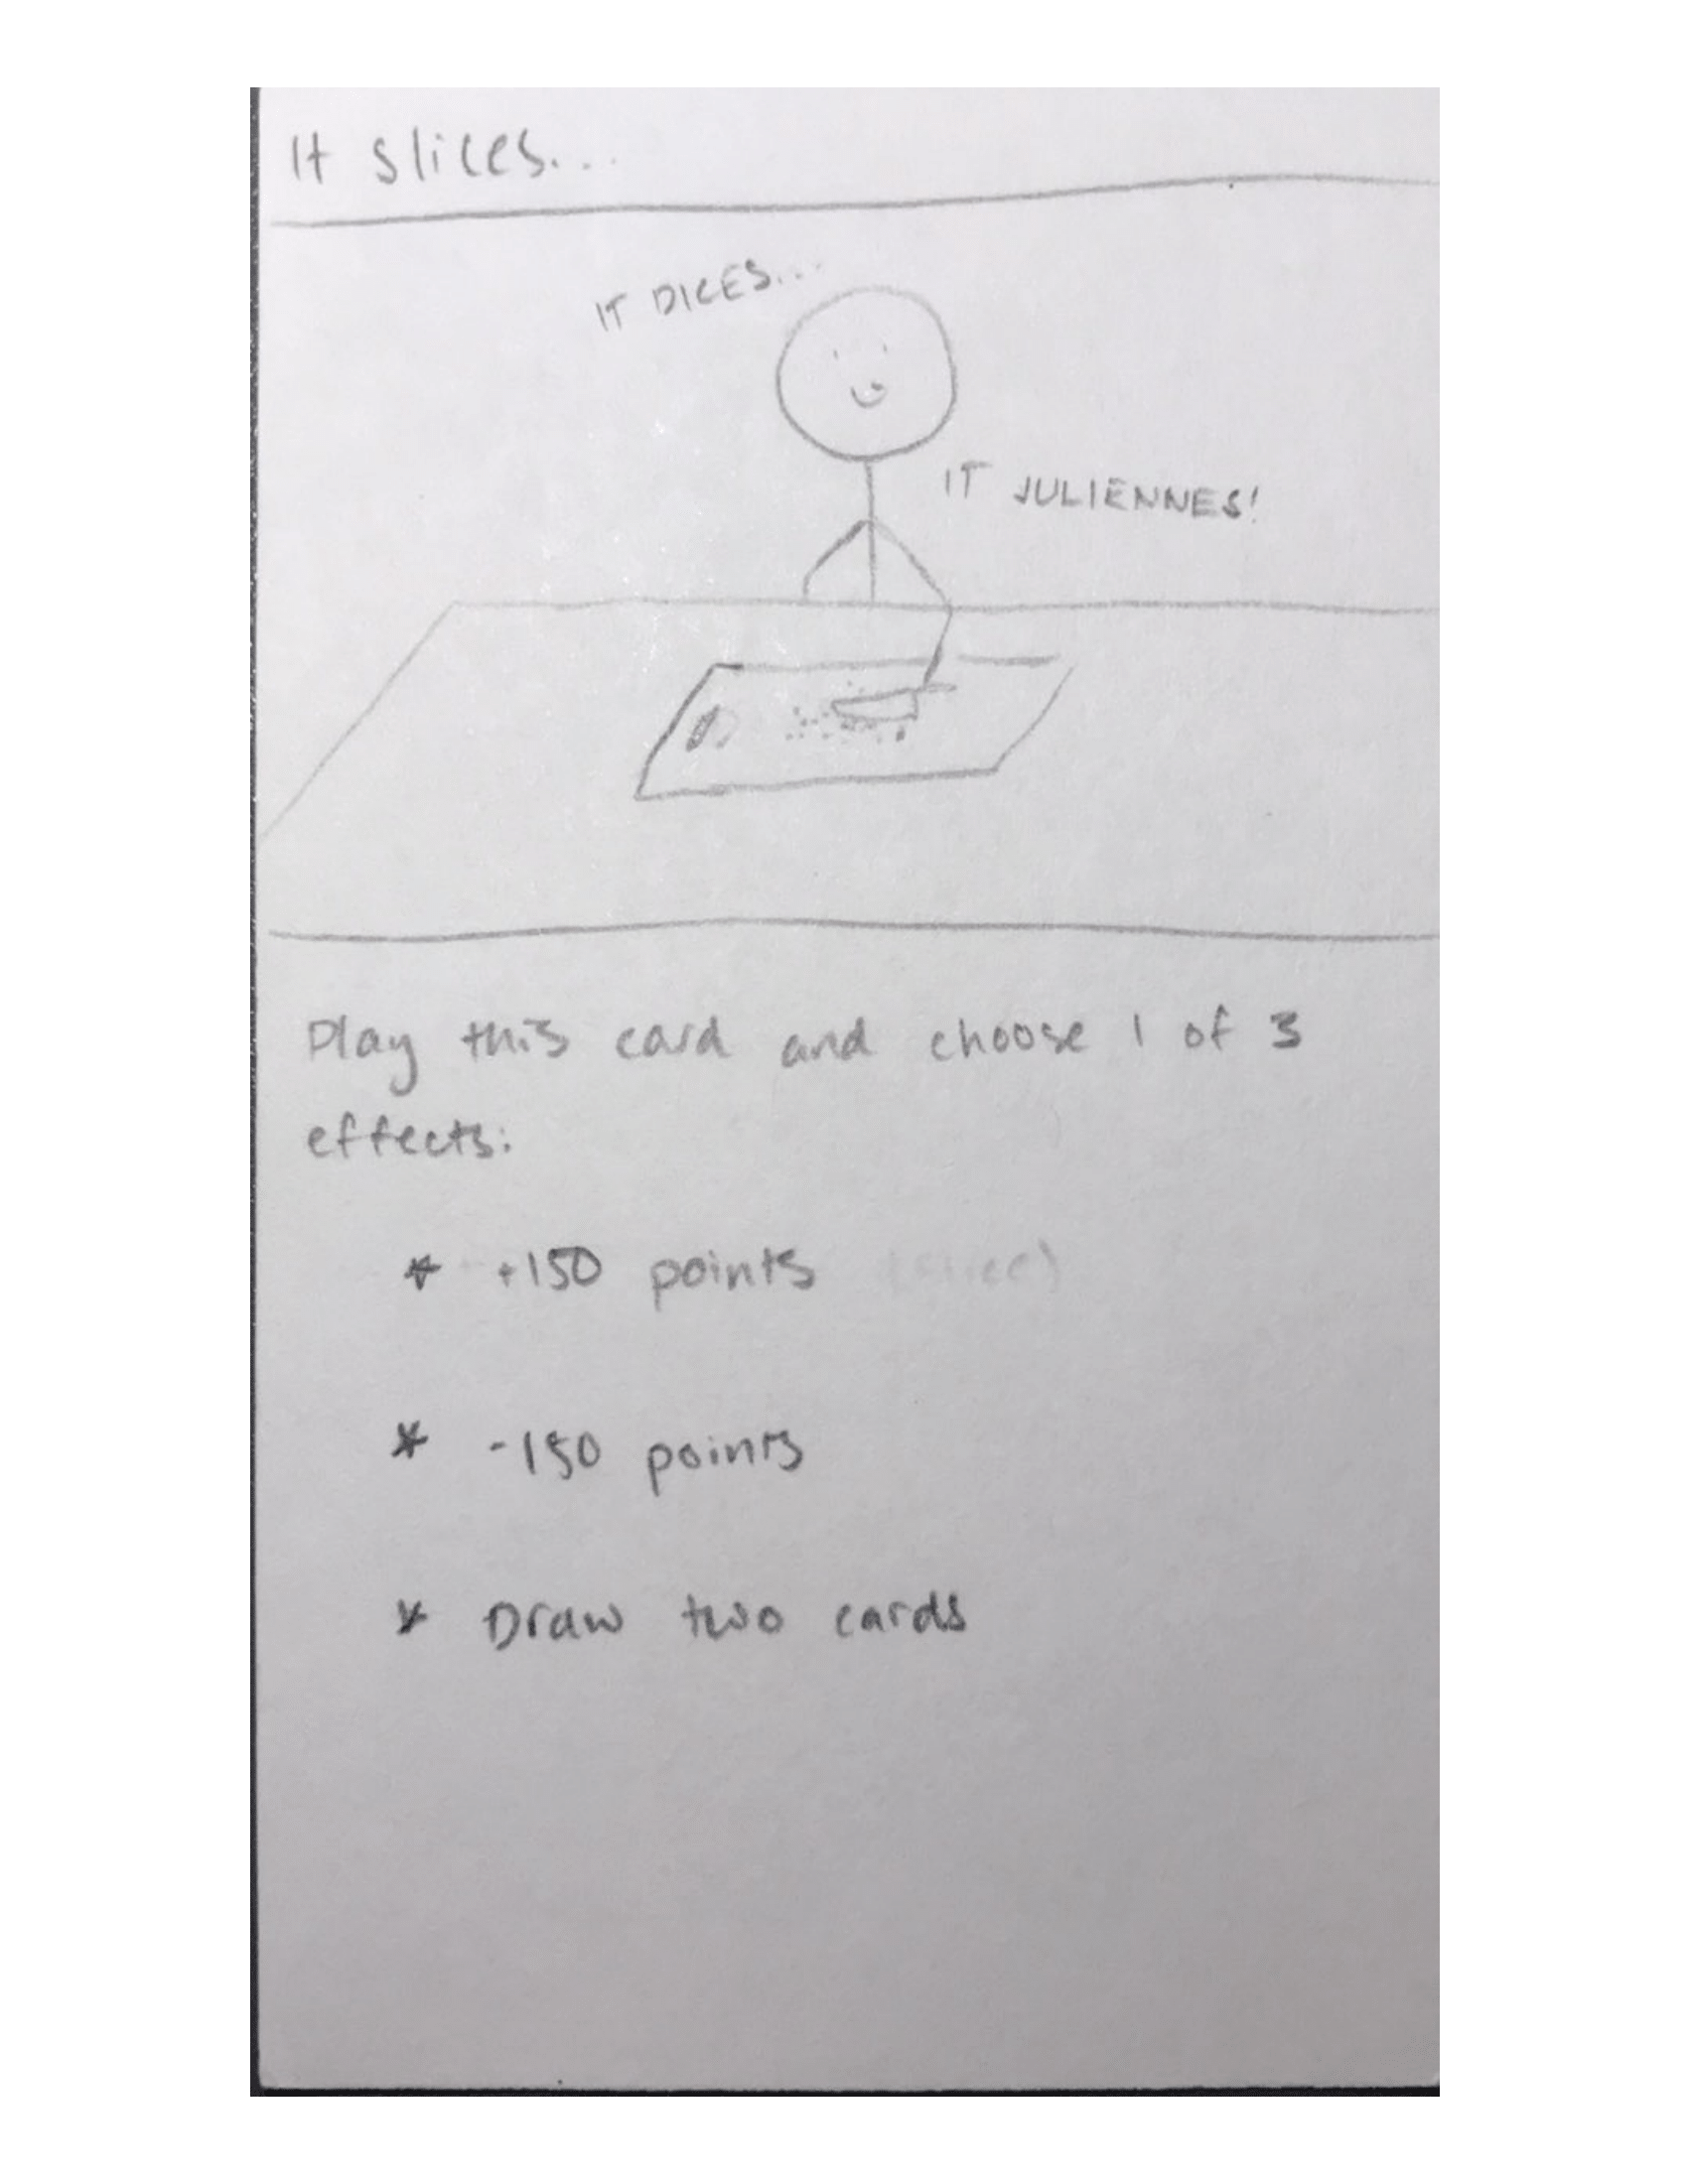 It slices...
IT DICES...
IT JULIENNES!
Play this card and choose 1 of 3
effects:
* +150 points (slice)
* -150 points
* Draw two cards